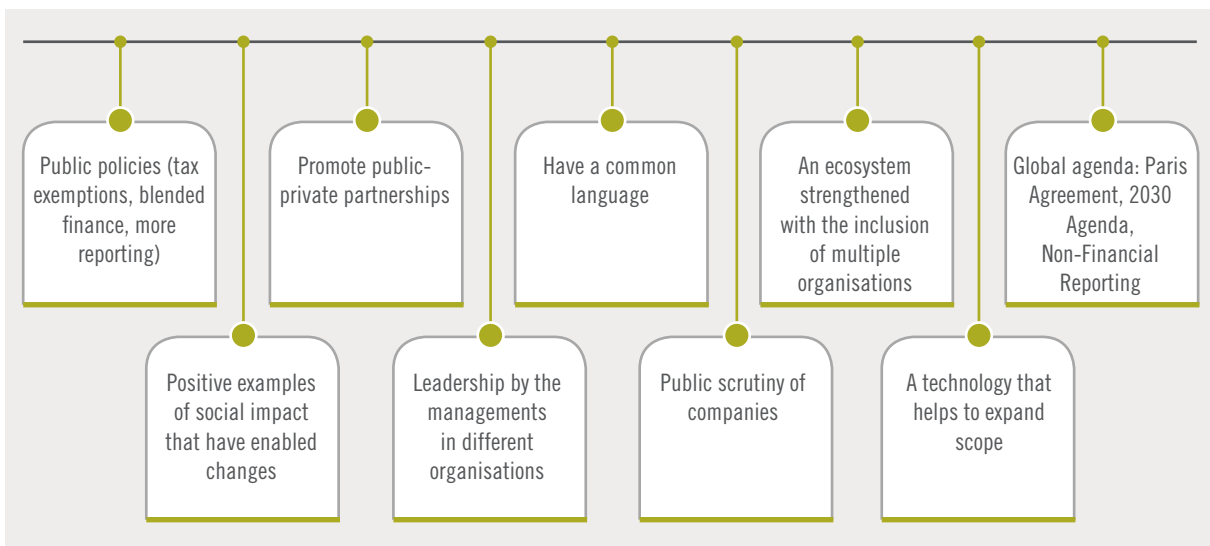 Public policies (tax
exemptions, blended
finance, more
reporting)
Promote public-
private partnerships
Have a common
language
An ecosystem
strengthened
with the inclusion
of multiple
organisations
Global agenda: Paris
Agreement, 2030
Agenda,
Non-Financial
Reporting
Positive examples
of social impact
that have enabled
changes
Leadership by the
managements
in different
organisations
Public scrutiny of
companies
A technology that
helps to expand
scope